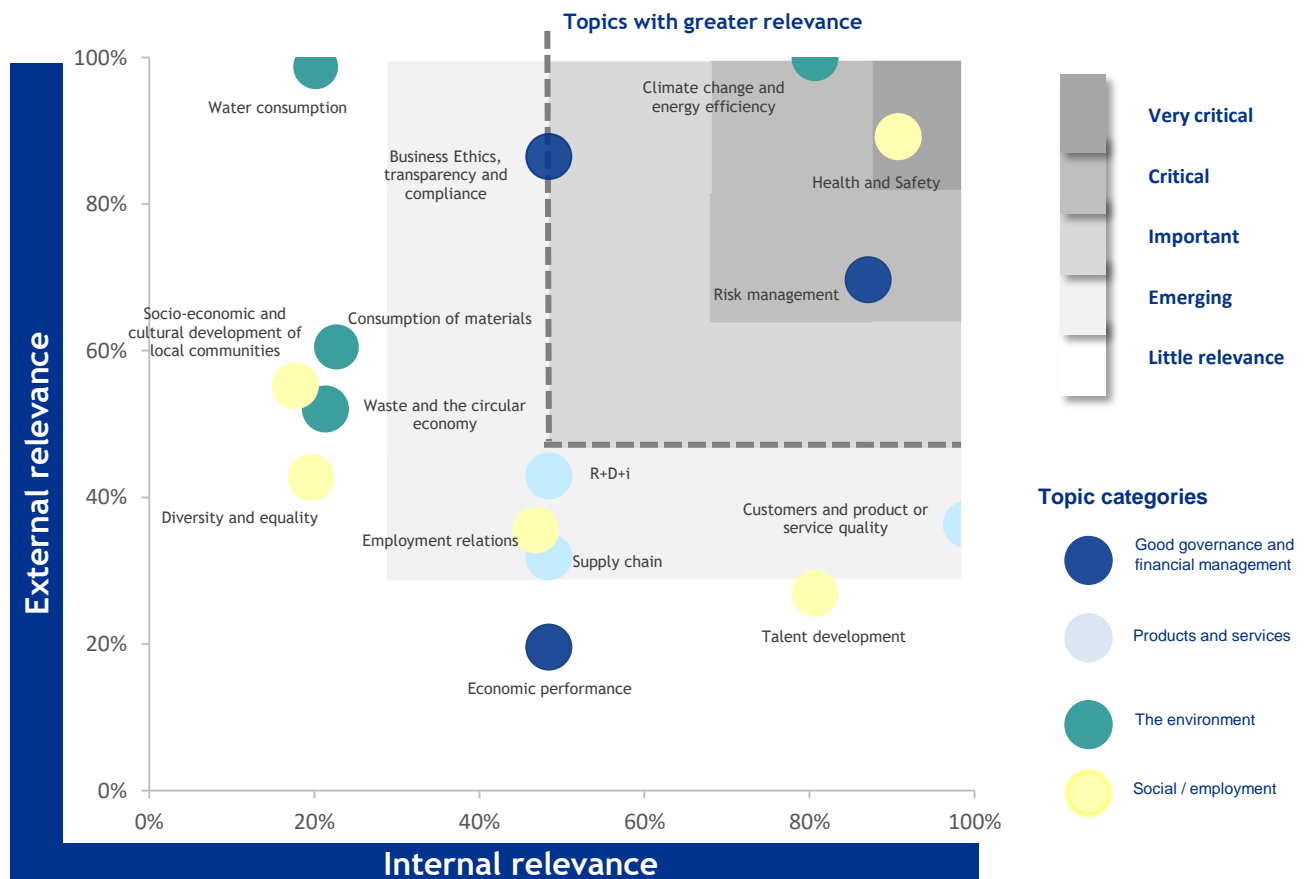 Topics with greater relevance
100%
80%
60%
40%
20%
0%
0%
20%
40%
60%
80%
100%
External relevance
Internal relevance
Water consumption
Climate change and
energy efficiency
Business Ethics,
transparency and
compliance
Health and Safety
Risk management
Socio-economic and
cultural development of
local communities
Consumption of materials
Waste and the circular
economy
Diversity and equality
R+D+i
Employment relations
Supply chain
Customers and product or
service quality
Talent development
Economic performance
Very critical
Critical
Important
Emerging
Little relevance
Topic categories
Good governance and
financial management
Products and services
The environment
Social / employment